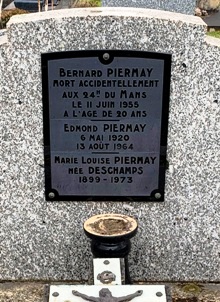 BERNARD PIERMAY
MORT ACCIDENTELLEMENT
AUX 24H DU MANS
LE 11 JUIN 1955
A L'AGE DE 20 ANS
EDMOND PIERMAY
6 MAI 1920
13 AOÛT 1964
MARIE LOUISE PIERMAY
NÉE DESCHAMPS
1899-1973